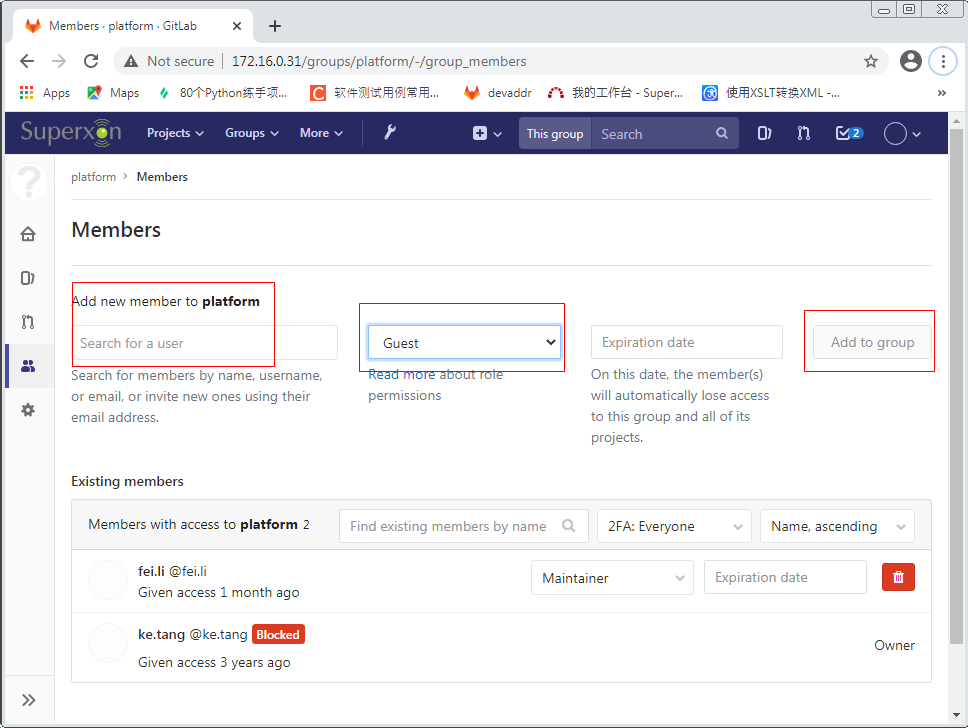 Members · platform · GitLab
Not secure 172.16.0.31/groups/platform/-/group_members
Apps Maps 80个Python练手项... 软件测试用例常用... devaddr 我的工作台 - Super... 使用XSLT转换XML -... »
Superxon Projects Groups More This group Search 2
platform › Members
Members
Add new member to platform
Search for a user Guest Expiration date Add to group
Search for members by name, username,
or email, or invite new ones using their
email address.
Read more about role
permissions
On this date, the member(s)
will automatically lose access
to this group and all of its
projects.
Existing members
Members with access to platform 2 Find existing members by name 2FA: Everyone Name, ascending
fei.li @fei.li Maintainer Expiration date
Given access 1 month ago
ke.tang @ke.tang Blocked Owner
Given access 3 years ago